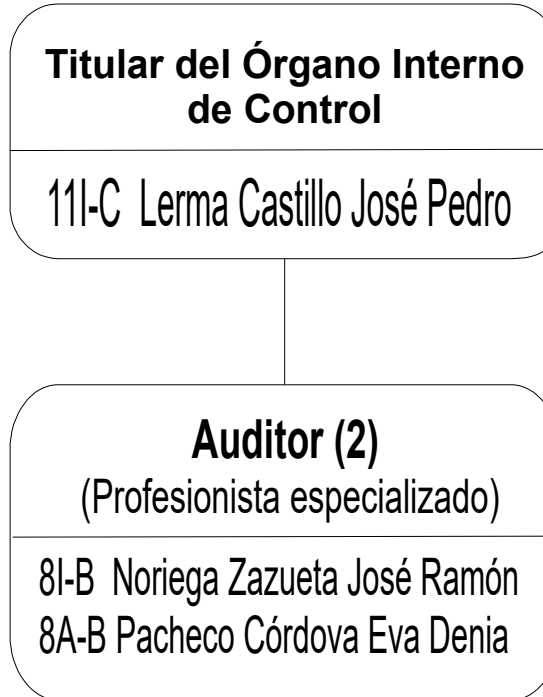 Titular del Órgano Interno
de Control
11I-C Lerma Castillo José Pedro
Auditor (2)
(Profesionista especializado)
8I-B Noriega Zazueta José Ramón
8A-B Pacheco Córdova Eva Denia